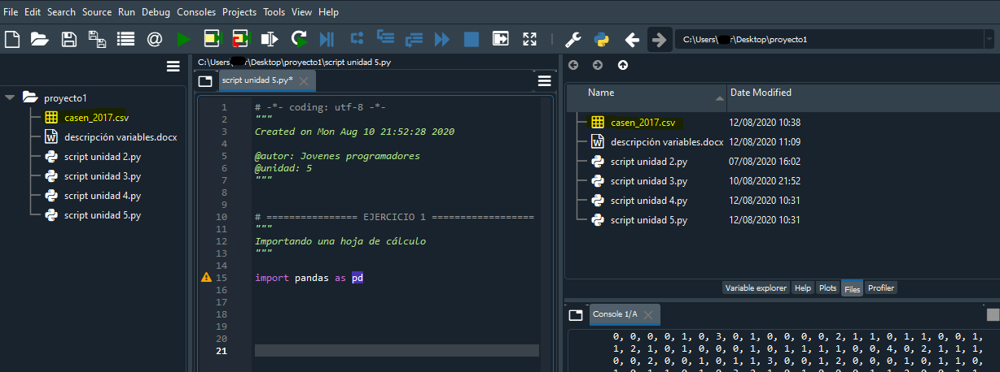 File Edit Search Source Run Debug Consoles Projects Tools View Help
C:\Users\ r\Desktop\proyecto1
C:\Users\ r\Desktop\proyecto1\script unidad 5.py
proyecto1
casen_2017.csv
descripción variables.docx
script unidad 2.py
script unidad 3.py
script unidad 4.py
script unidad 5.py
script unidad 5.py*
1 # -*- coding: utf-8 -*-
2 """
3 Created on Mon Aug 10 21:52:28 2020
4
5 @autor: Jovenes programadores
6 @unidad: 5
7 """
8
9
10 # ================ EJERCICIO 1 ==================
11 """
12 Importando una hoja de cálculo
13 """
14
15 import pandas as pd
16
17
18
19
20
21
Name Date Modified
casen_2017.csv 12/08/2020 10:38
descripción variables.docx 12/08/2020 11:09
script unidad 2.py 07/08/2020 16:02
script unidad 3.py 10/08/2020 21:52
script unidad 4.py 12/08/2020 10:31
script unidad 5.py 12/08/2020 10:31
Variable explorer Help Plots Files Profiler
Console 1/A
0, 0, 0, 0, 1, 0, 3, 0, 1, 0, 0, 0, 0, 2, 1, 1, 0, 1, 1, 0, 0, 1,
1, 2, 1, 0, 1, 0, 0, 0, 1, 0, 1, 1, 1, 1, 0, 0, 4, 0, 2, 1, 1, 1,
0, 0, 2, 0, 0, 1, 0, 1, 1, 3, 0, 0, 1, 2, 0, 0, 0, 1, 0, 0, 1,